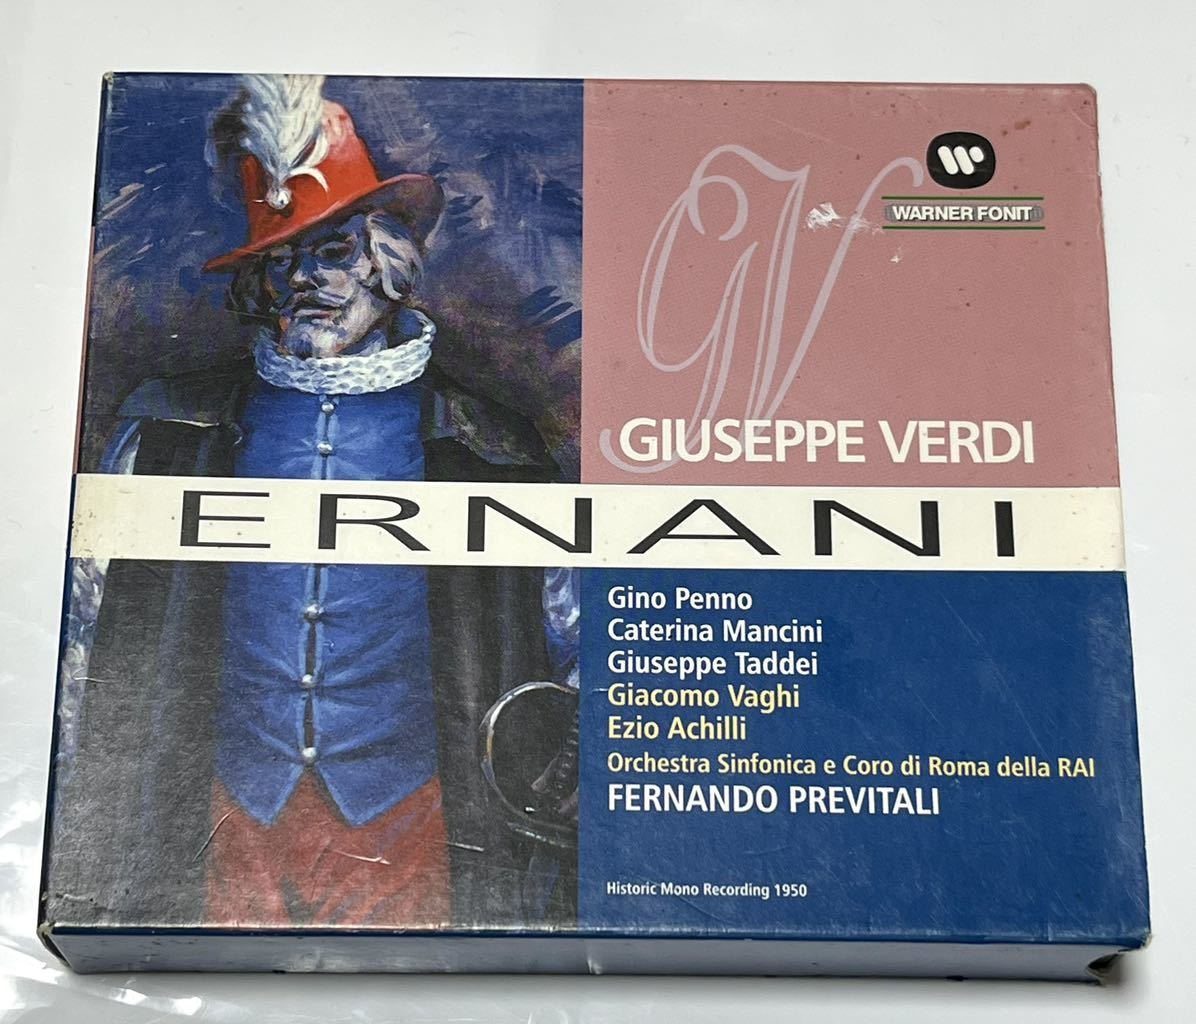 WARNER FONIT
GV
GIUSEPPE VERDI
ERNANI
Gino Penno
Caterina Mancini
Giuseppe Taddei
Giacomo Vaghi
Ezio Achilli
Orchestra Sinfonica e Coro di Roma della RAI
FERNANDO PREVITALI
Historic Mono Recording 1950